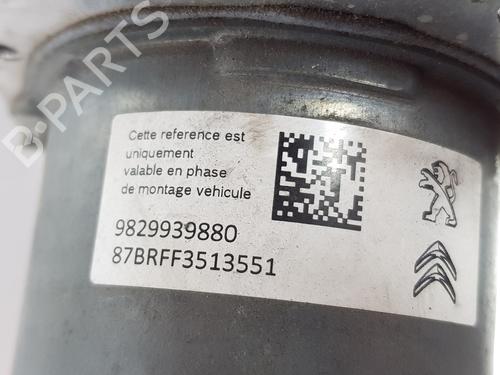 B-PARTS
Cette reference est
uniquement
valable en phase
de montage vehicule
9829939880
87BRFF3513551